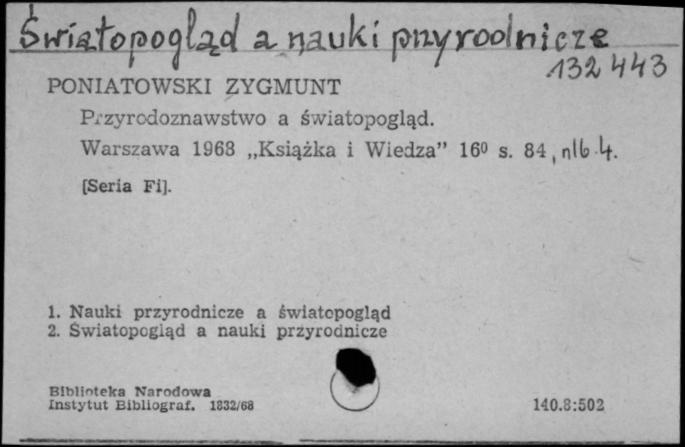 Światopogląd a nauki przyrodnicze
132 443
PONIATOWSKI ZYGMUNT
Przyrodoznawstwo a światopogląd.
Warszawa 1968 „Książka i Wiedza” 16⁰ s. 84, nlb 4.
[Seria Fi].
1. Nauki przyrodnicze a światopogląd
2. Światopogląd a nauki przyrodnicze
Biblioteka Narodowa
Instytut Bibliograf. 1832/68
140.8:502